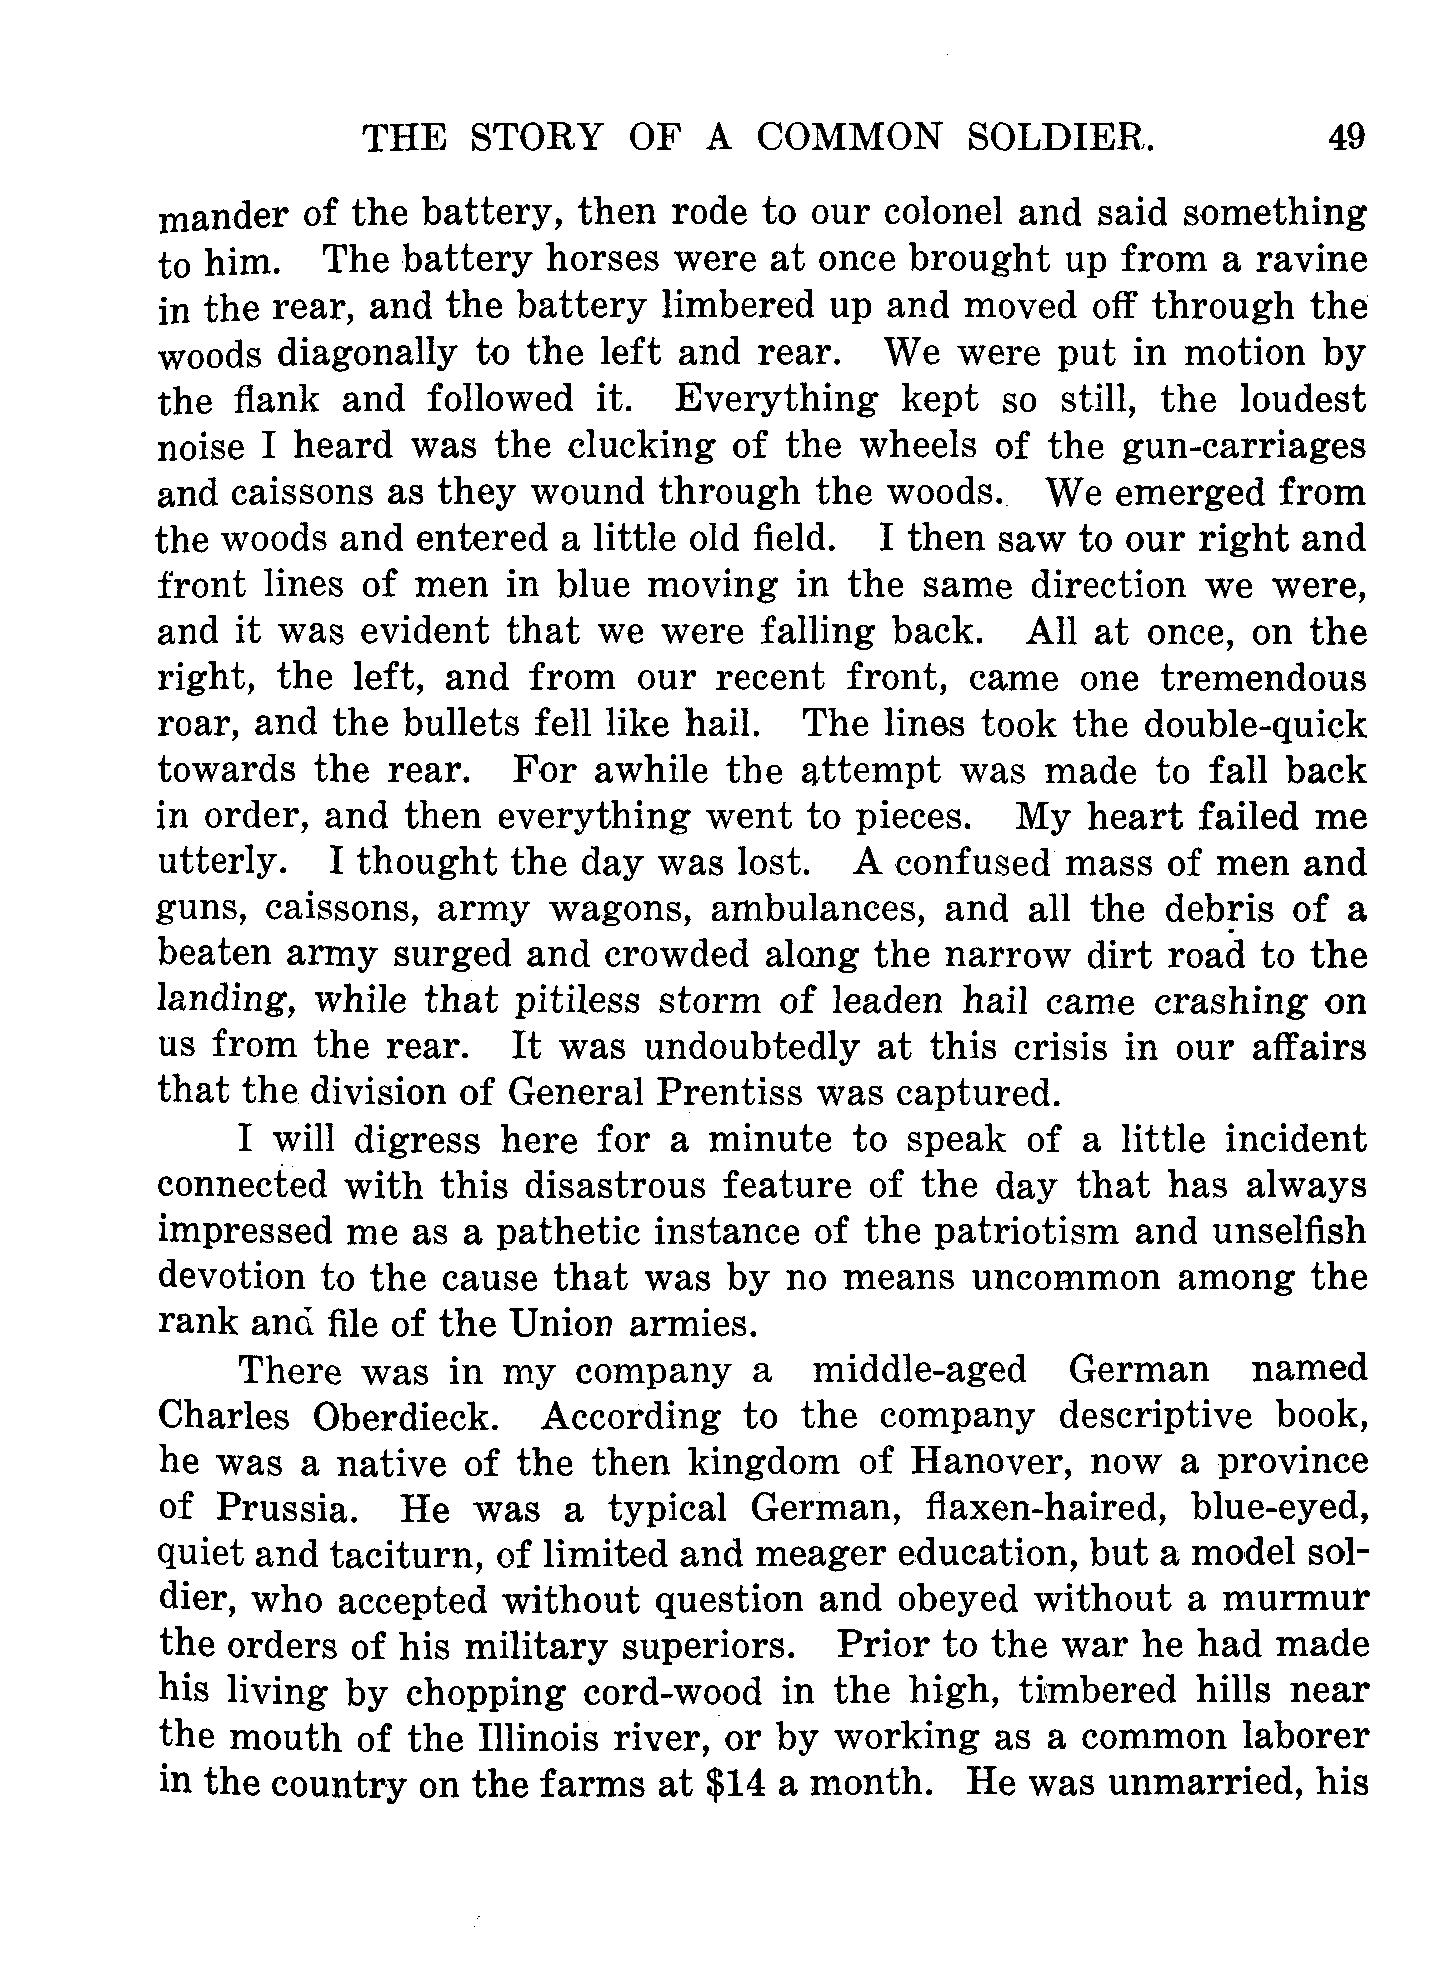 THE STORY OF A COMMON SOLDIER. 49
mander of the battery, then rode to our colonel and said something
to him. The battery horses were at once brought up from a ravine
in the rear, and the battery limbered up and moved off through the
woods diagonally to the left and rear. We were put in motion by
the flank and followed it. Everything kept so still, the loudest
noise I heard was the clucking of the wheels of the gun-carriages
and caissons as they wound through the woods. We emerged from
the woods and entered a little old field. I then saw to our right and
front lines of men in blue moving in the same direction we were,
and it was evident that we were falling back. All at once, on the
right, the left, and from our recent front, came one tremendous
roar, and the bullets fell like hail. The lines took the double-quick
towards the rear. For awhile the attempt was made to fall back
in order, and then everything went to pieces. My heart failed me
utterly. I thought the day was lost. A confused mass of men and
guns, caissons, army wagons, ambulances, and all the debris of a
beaten army surged and crowded along the narrow dirt road to the
landing, while that pitiless storm of leaden hail came crashing on
us from the rear. It was undoubtedly at this crisis in our affairs
that the division of General Prentiss was captured.
I will digress here for a minute to speak of a little incident
connected with this disastrous feature of the day that has always
impressed me as a pathetic instance of the patriotism and unselfish
devotion to the cause that was by no means uncommon among the
rank and file of the Union armies.
There was in my company a middle-aged German named
Charles Oberdieck. According to the company descriptive book,
he was a native of the then kingdom of Hanover, now a province
of Prussia. He was a typical German, flaxen-haired, blue-eyed,
quiet and taciturn, of limited and meager education, but a model sol-
dier, who accepted without question and obeyed without a murmur
the orders of his military superiors. Prior to the war he had made
his living by chopping cord-wood in the high, timbered hills near
the mouth of the Illinois river, or by working as a common laborer
in the country on the farms at $14 a month. He was unmarried, his